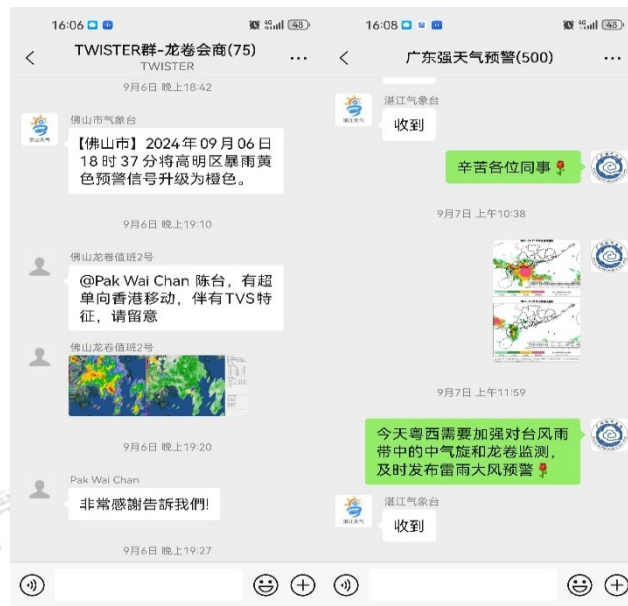 16:06
4G
48
TWISTER群-龙卷会商(75)
TWISTER
9月6日 晚上18:42
佛山市气象台
【佛山市】2024年09月06日
18时37分将高明区暴雨黄
色预警信号升级为橙色。
9月6日 晚上19:10
佛山龙卷值班2号
@Pak Wai Chan 陈台，有超
单向香港移动，伴有TVS特
征，请留意
佛山龙卷值班2号
9月6日 晚上19:20
Pak Wai Chan
非常感謝告訴我們!
9月6日 晚上19:27
16:08
4G
48
广东强天气预警(500)
湛江气象台
收到
辛苦各位同事
9月7日 上午10:38
9月7日 上午11:59
今天粤西需要加强对台风雨
带中的中气旋和龙卷监测，
及时发布雷雨大风预警
湛江气象台
收到